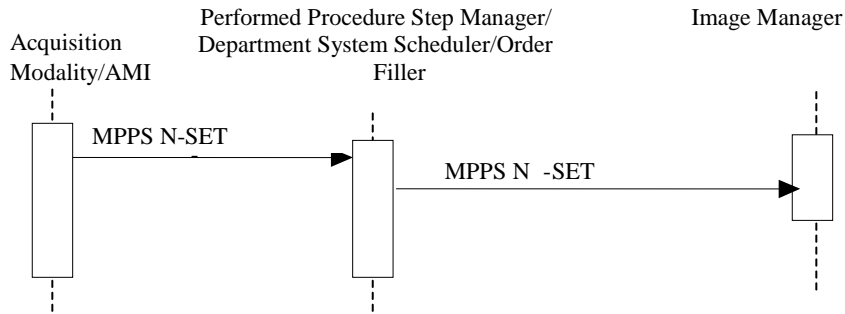 Performed Procedure Step Manager/
Department System Scheduler/Order
Filler
Image Manager
Acquisition
Modality/AMI
MPPS N-SET
MPPS N -SET